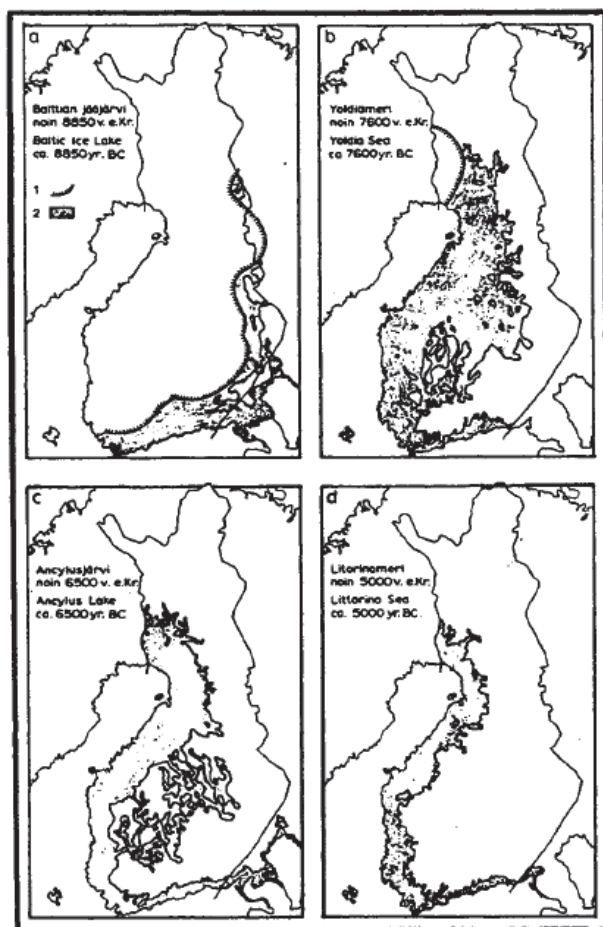 a
Baltian jääjärvi
noin 8850 v. e.Kr.
Baltic Ice Lake
ca. 8850 yr. BC
1
2
b
Yoldiameri
noin 7600 v. e.Kr.
Yoldia Sea
ca 7600 yr. BC
c
Ancylusjärvi
noin 6500 v. e.Kr.
Ancylus Lake
ca. 6500 yr. BC
d
Litorinameri
noin 5000 v. e.Kr.
Littorina Sea
ca. 5000 yr. BC